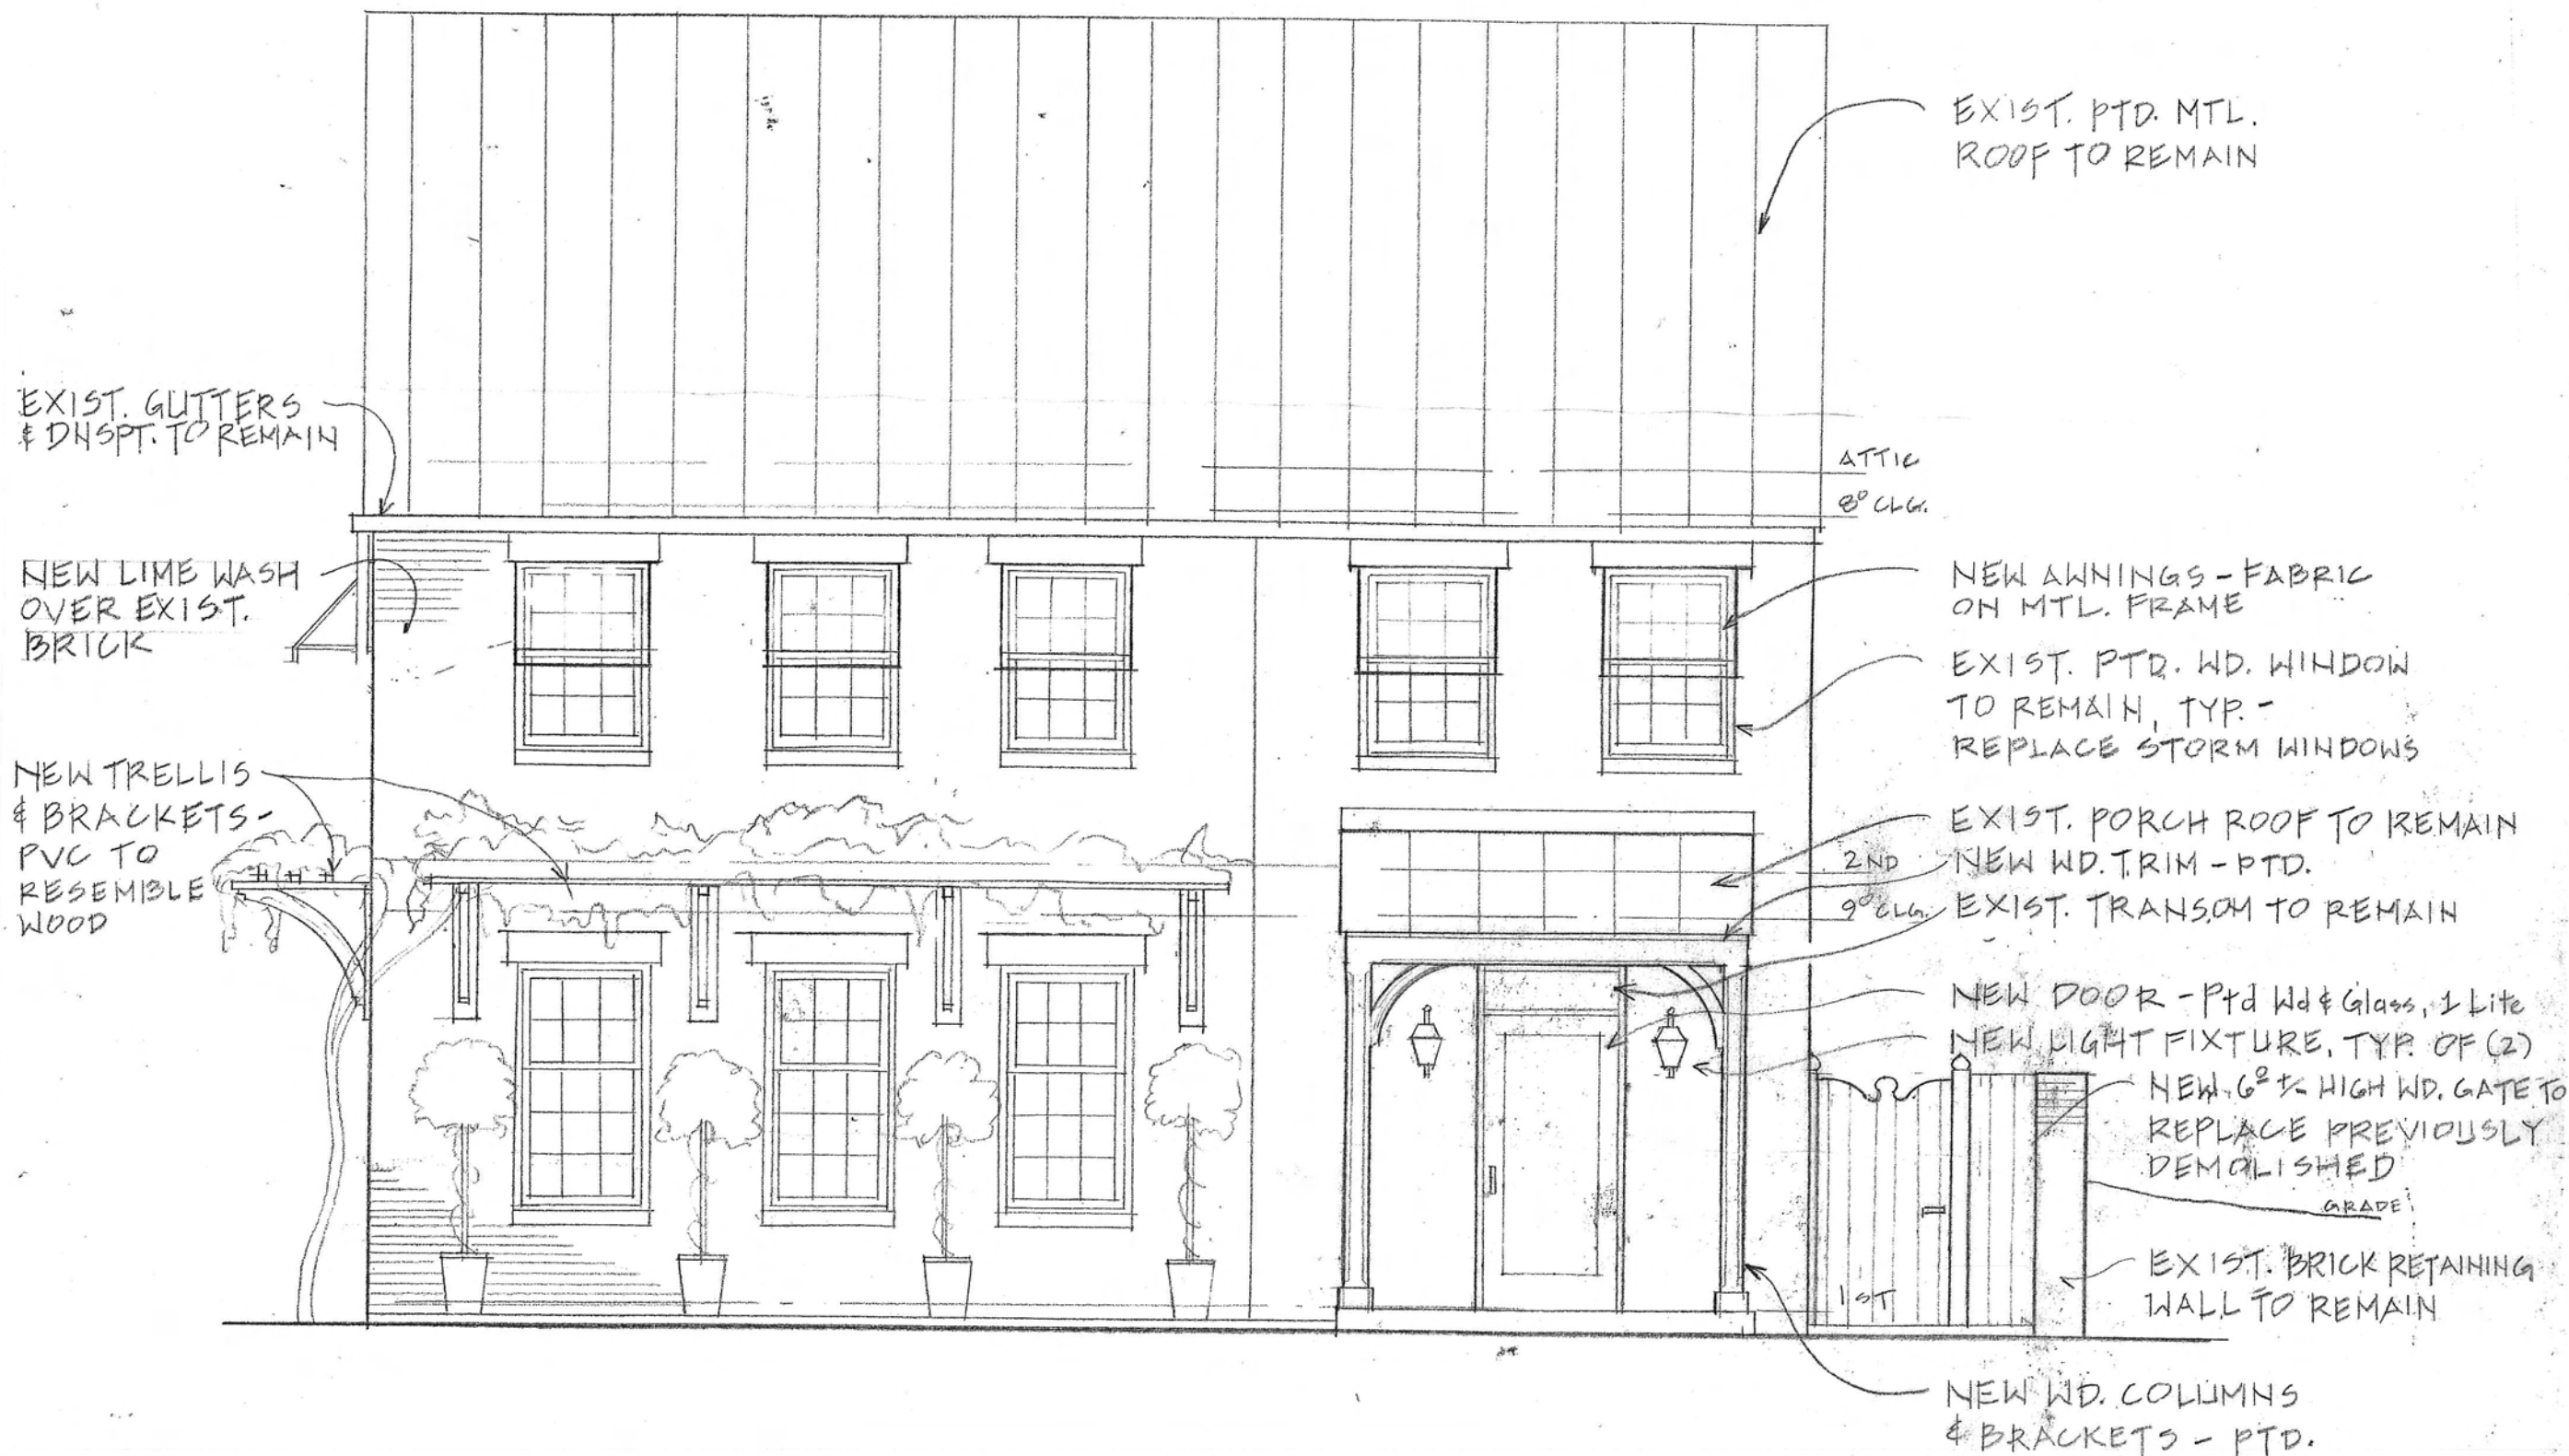 EXIST. PTD. MTL.
ROOF TO REMAIN
EXIST. GUTTERS
& DNSPT. TO REMAIN
ATTIC
8⁰ CLG.
NEW LIME WASH
OVER EXIST.
BRICK
NEW AWNINGS - FABRIC
ON MTL. FRAME
EXIST. PTD. WD. WINDOW
TO REMAIN, TYP. -
REPLACE STORM WINDOWS
NEW TRELLIS
& BRACKETS -
PVC TO
RESEMBLE
WOOD
EXIST. PORCH ROOF TO REMAIN
2ND
NEW WD. TRIM - PTD.
9⁰ CLG.
EXIST. TRANSOM TO REMAIN
NEW DOOR - Ptd Wd & Glass, 1 Lite
NEW LIGHT FIXTURE, TYP. OF (2)
NEW 6⁰ +/- HIGH WD. GATE TO
REPLACE PREVIOUSLY
DEMOLISHED
GRADE
EXIST. BRICK RETAINING
WALL TO REMAIN
1ST
NEW WD. COLUMNS
& BRACKETS - PTD.